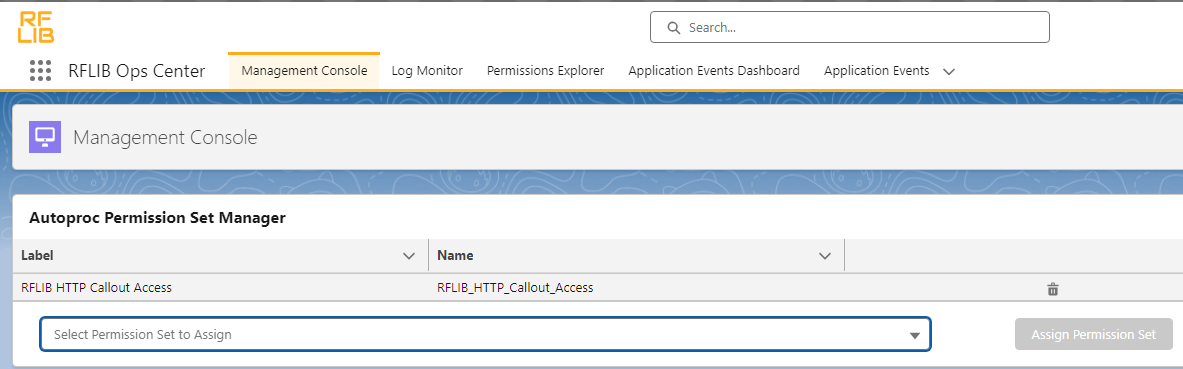 RF
LIB
Search...
RFLIB Ops Center Management Console Log Monitor Permissions Explorer Application Events Dashboard Application Events
Management Console
Autoproc Permission Set Manager
Label Name
RFLIB HTTP Callout Access RFLIB_HTTP_Callout_Access
Select Permission Set to Assign Assign Permission Set